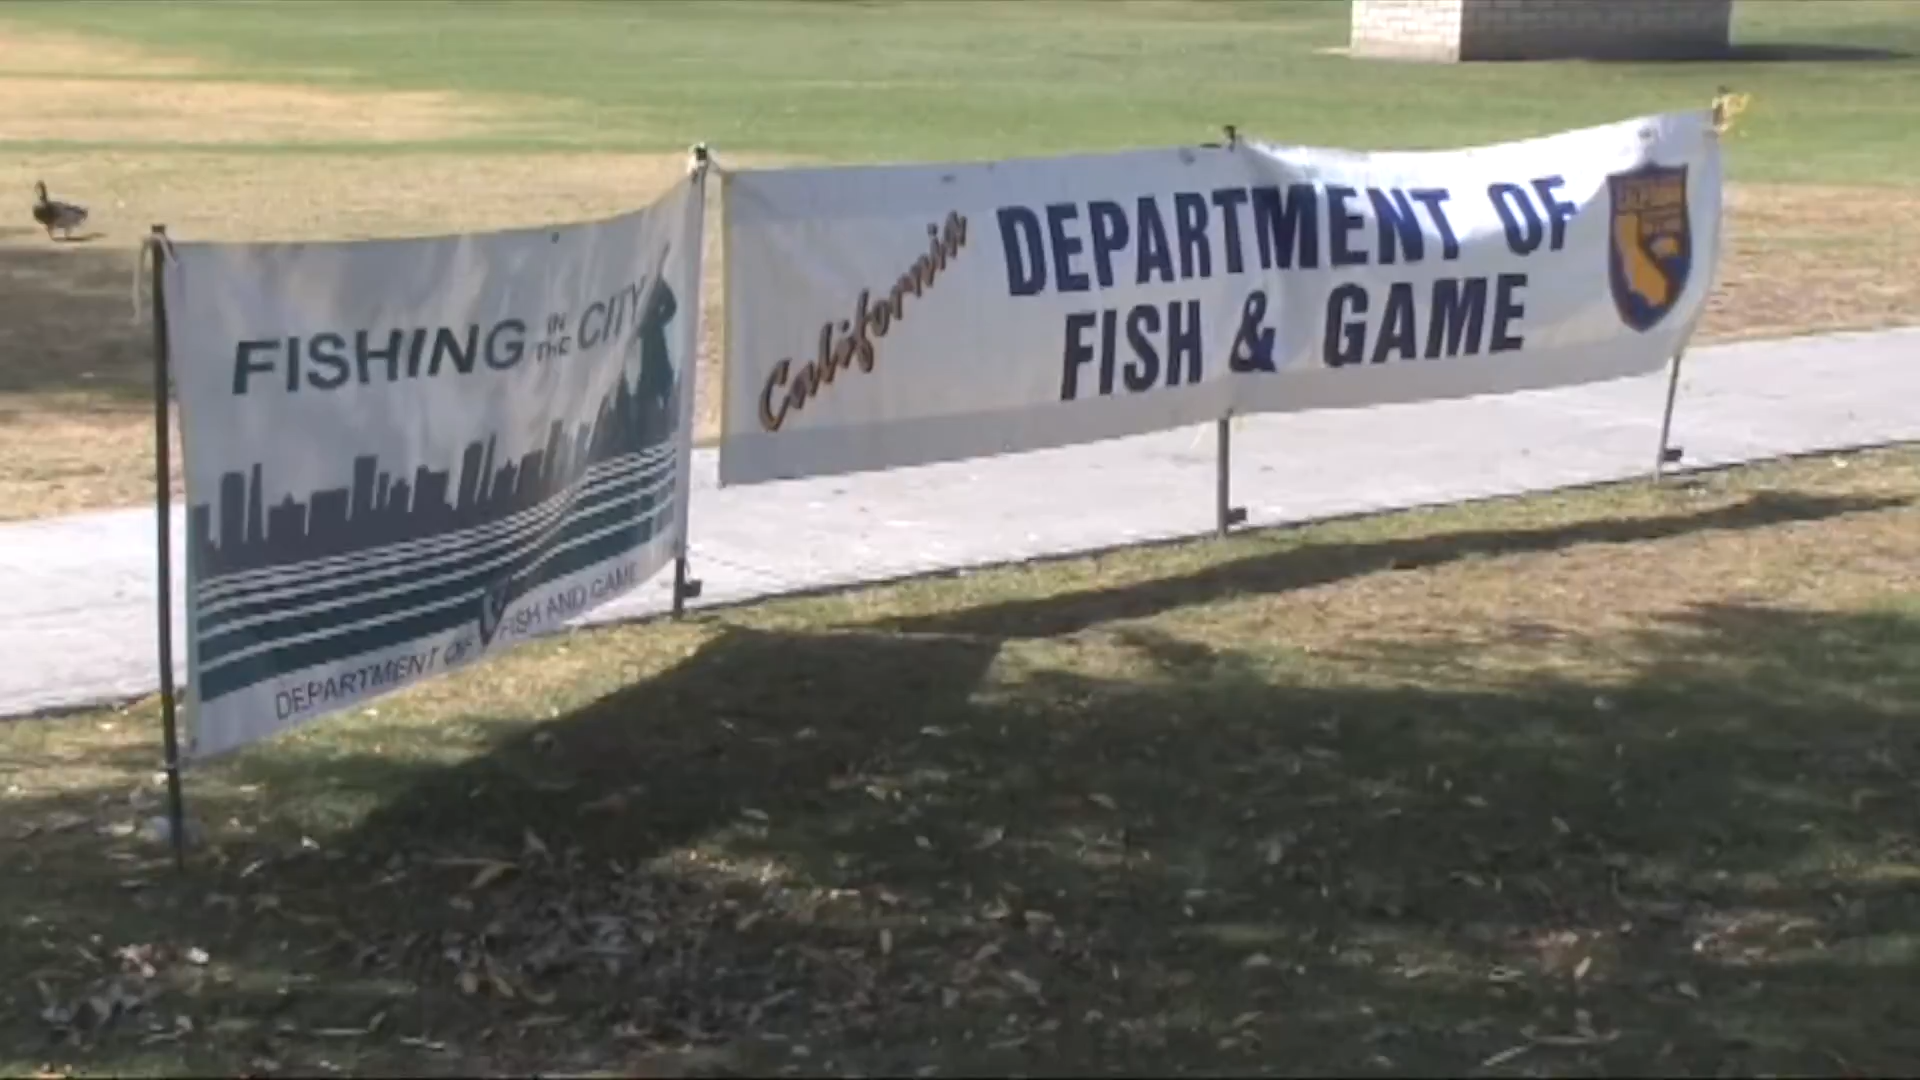 FISHING IN THE CITY
DEPARTMENT OF FISH AND GAME
California
DEPARTMENT OF
FISH & GAME